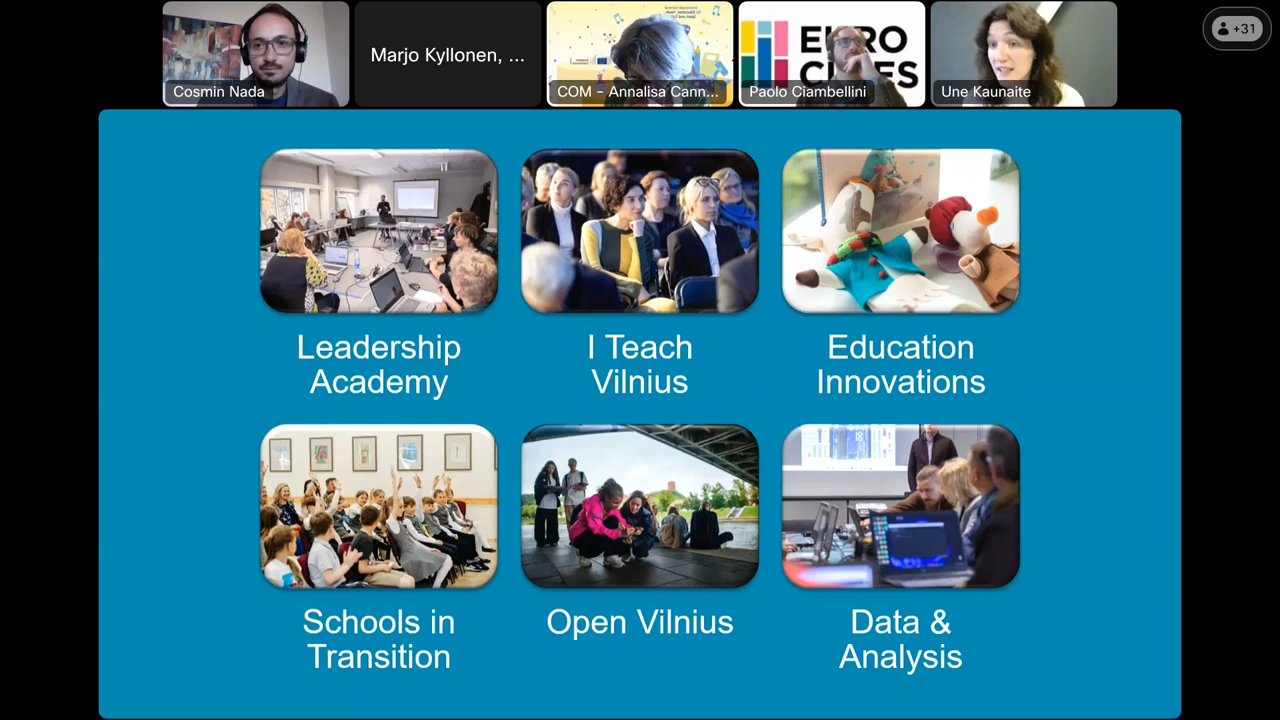 Cosmin Nada
Marjo Kyllonen, ...
COM - Annalisa Cann...
EURO
Paolo Ciambellini
Une Kaunaite
+31
Leadership
Academy
I Teach
Vilnius
Education
Innovations
Schools in
Transition
Open Vilnius
Data &
Analysis